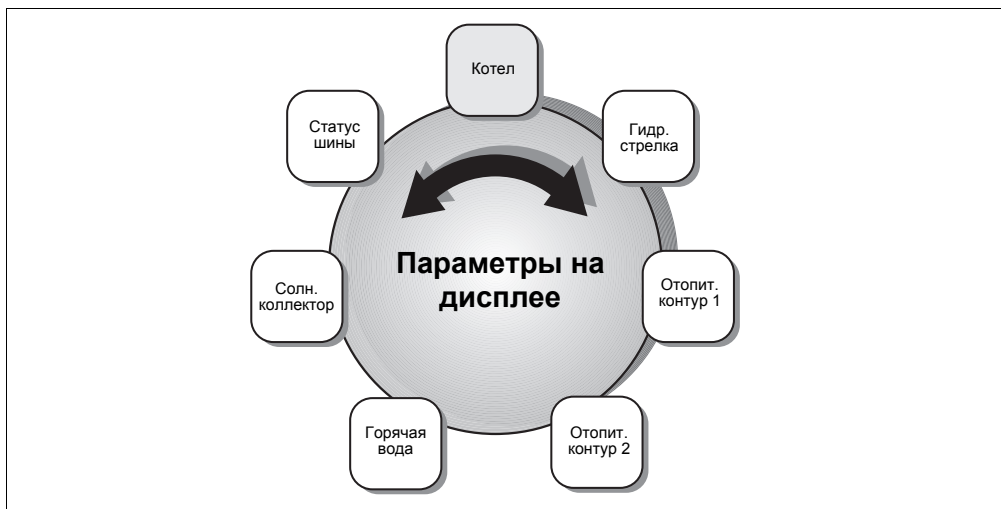 Котел
Гидр.
стрелка
Отопит.
контур 1
Отопит.
контур 2
Горячая
вода
Солн.
коллектор
Статус
шины
Параметры на
дисплее